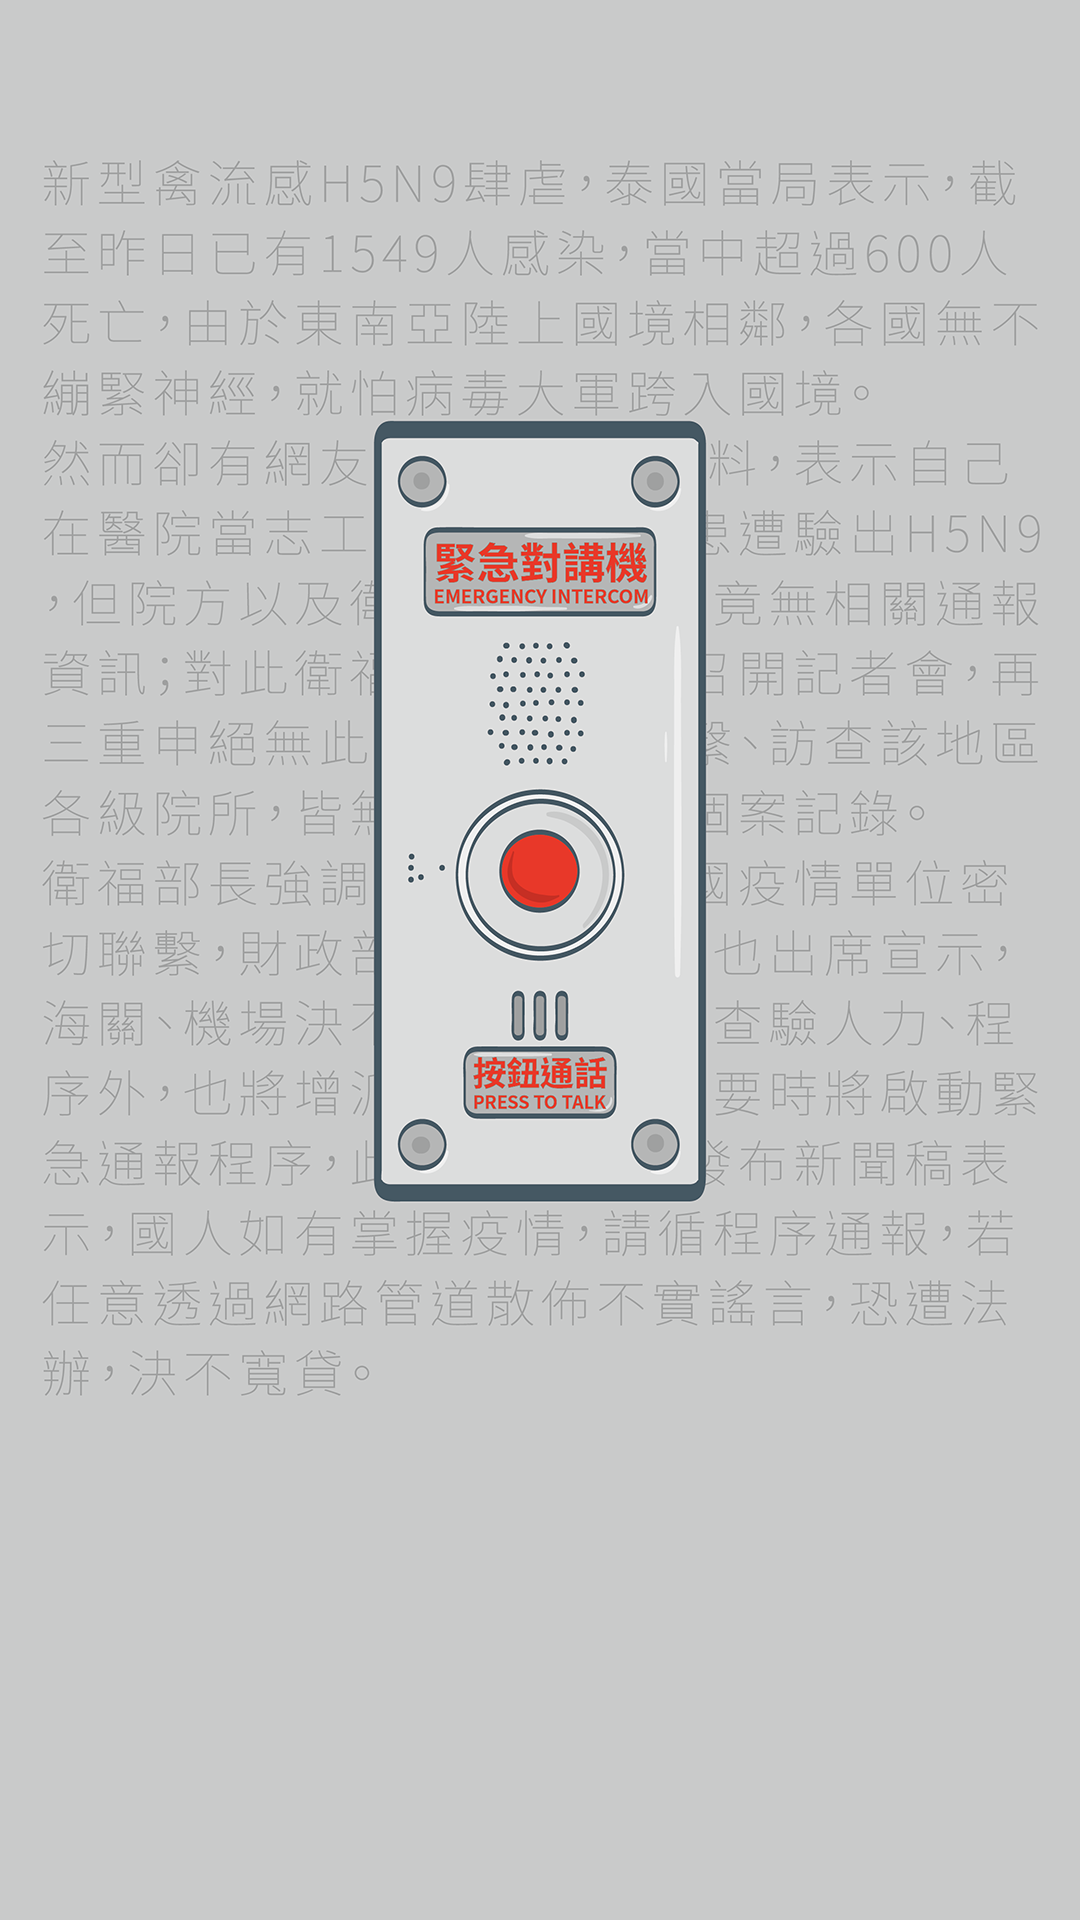 新型禽流感H5N9肆虐，泰國當局表示，截
至昨日已有1549人感染，當中超過600人
死亡，由於東南亞陸上國境相鄰，各國無不
繃緊神經，就怕病毒大軍跨入國境。
然而卻有網友 料，表示自己
在醫院當志工 患遭驗出H5N9
，但院方以及衛 竟無相關通報
資訊；對此衛福 召開記者會，再
三重申絕無此 繫、訪查該地區
各級院所，皆無 個案記錄。
衛福部長強調 國疫情單位密
切聯繫，財政部 也出席宣示，
海關、機場決不 查驗人力、程
序外，也將增派 要時將啟動緊
急通報程序，此 發布新聞稿表
示，國人如有掌握疫情，請循程序通報，若
任意透過網路管道散佈不實謠言，恐遭法
辦，決不寬貸。
緊急對講機
EMERGENCY INTERCOM
按鈕通話
PRESS TO TALK